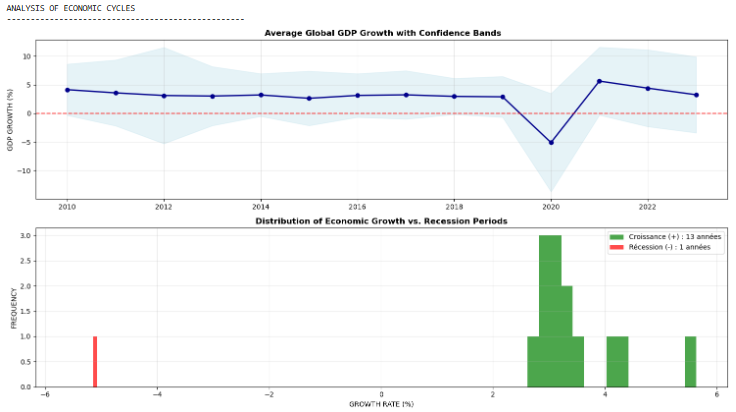 ANALYSIS OF ECONOMIC CYCLES
--------------------------------------------------
Average Global GDP Growth with Confidence Bands
GDP GROWTH (%)
10
5
0
−5
−10
2010 2012 2014 2016 2018 2020 2022
Distribution of Economic Growth vs. Recession Periods
Croissance (+) : 13 années
Récession (-) : 1 années
FREQUENCY
3.0
2.5
2.0
1.5
1.0
0.5
0.0
−6 −4 −2 0 2 4 6
GROWTH RATE (%)